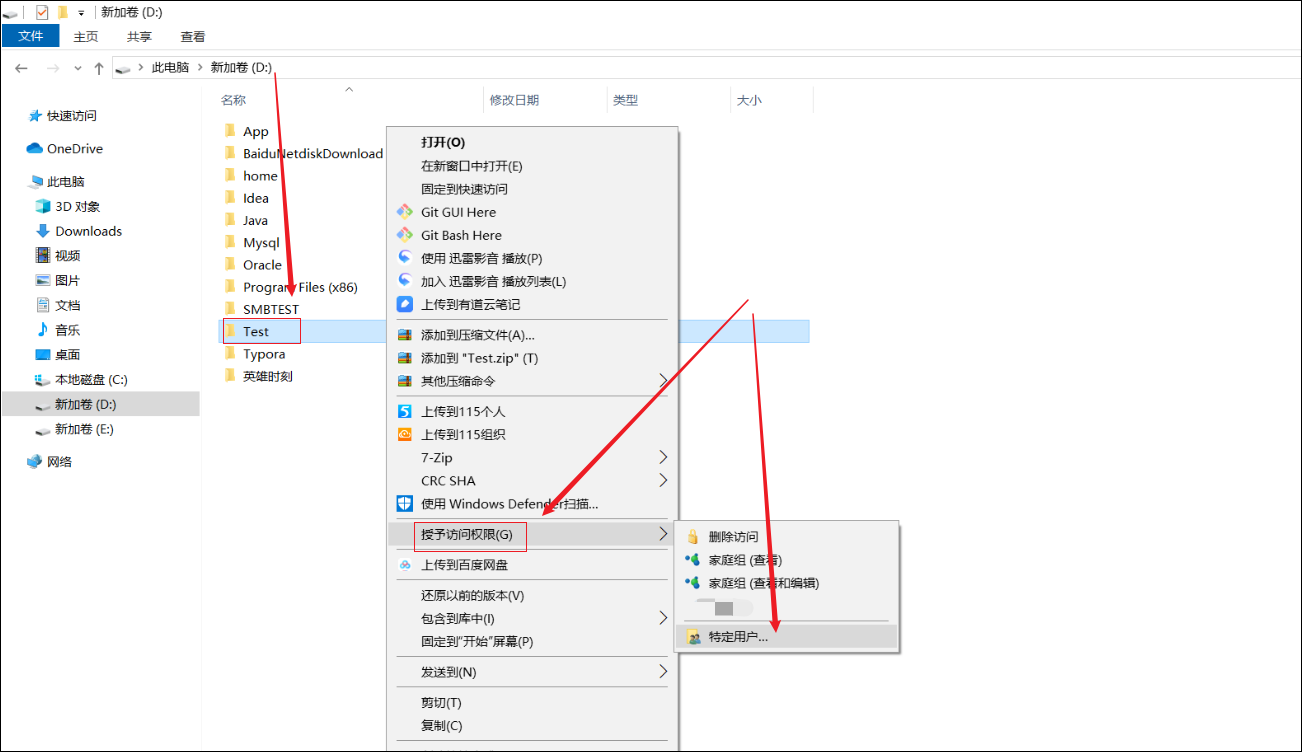 新加卷 (D:)
文件 主页 共享 查看
此电脑 新加卷 (D:)
快速访问
OneDrive
此电脑
3D 对象
Downloads
视频
图片
文档
音乐
桌面
本地磁盘 (C:)
新加卷 (D:)
新加卷 (E:)
网络
名称 修改日期 类型 大小
App
BaiduNetdiskDownload
home
Idea
Java
Mysql
Oracle
Program Files (x86)
SMBTEST
Test
Typora
英雄时刻
打开(O)
在新窗口中打开(E)
固定到快速访问
Git GUI Here
Git Bash Here
使用 迅雷影音 播放(P)
加入 迅雷影音 播放列表(L)
上传到有道云笔记
添加到压缩文件(A)...
添加到 "Test.zip" (T)
其他压缩命令
上传到115个人
上传到115组织
7-Zip
CRC SHA
使用 Windows Defender扫描...
授予访问权限(G)
上传到百度网盘
还原以前的版本(V)
包含到库中(I)
固定到"开始"屏幕(P)
发送到(N)
剪切(T)
复制(C)
删除访问
家庭组 (查看)
家庭组 (查看和编辑)
特定用户...